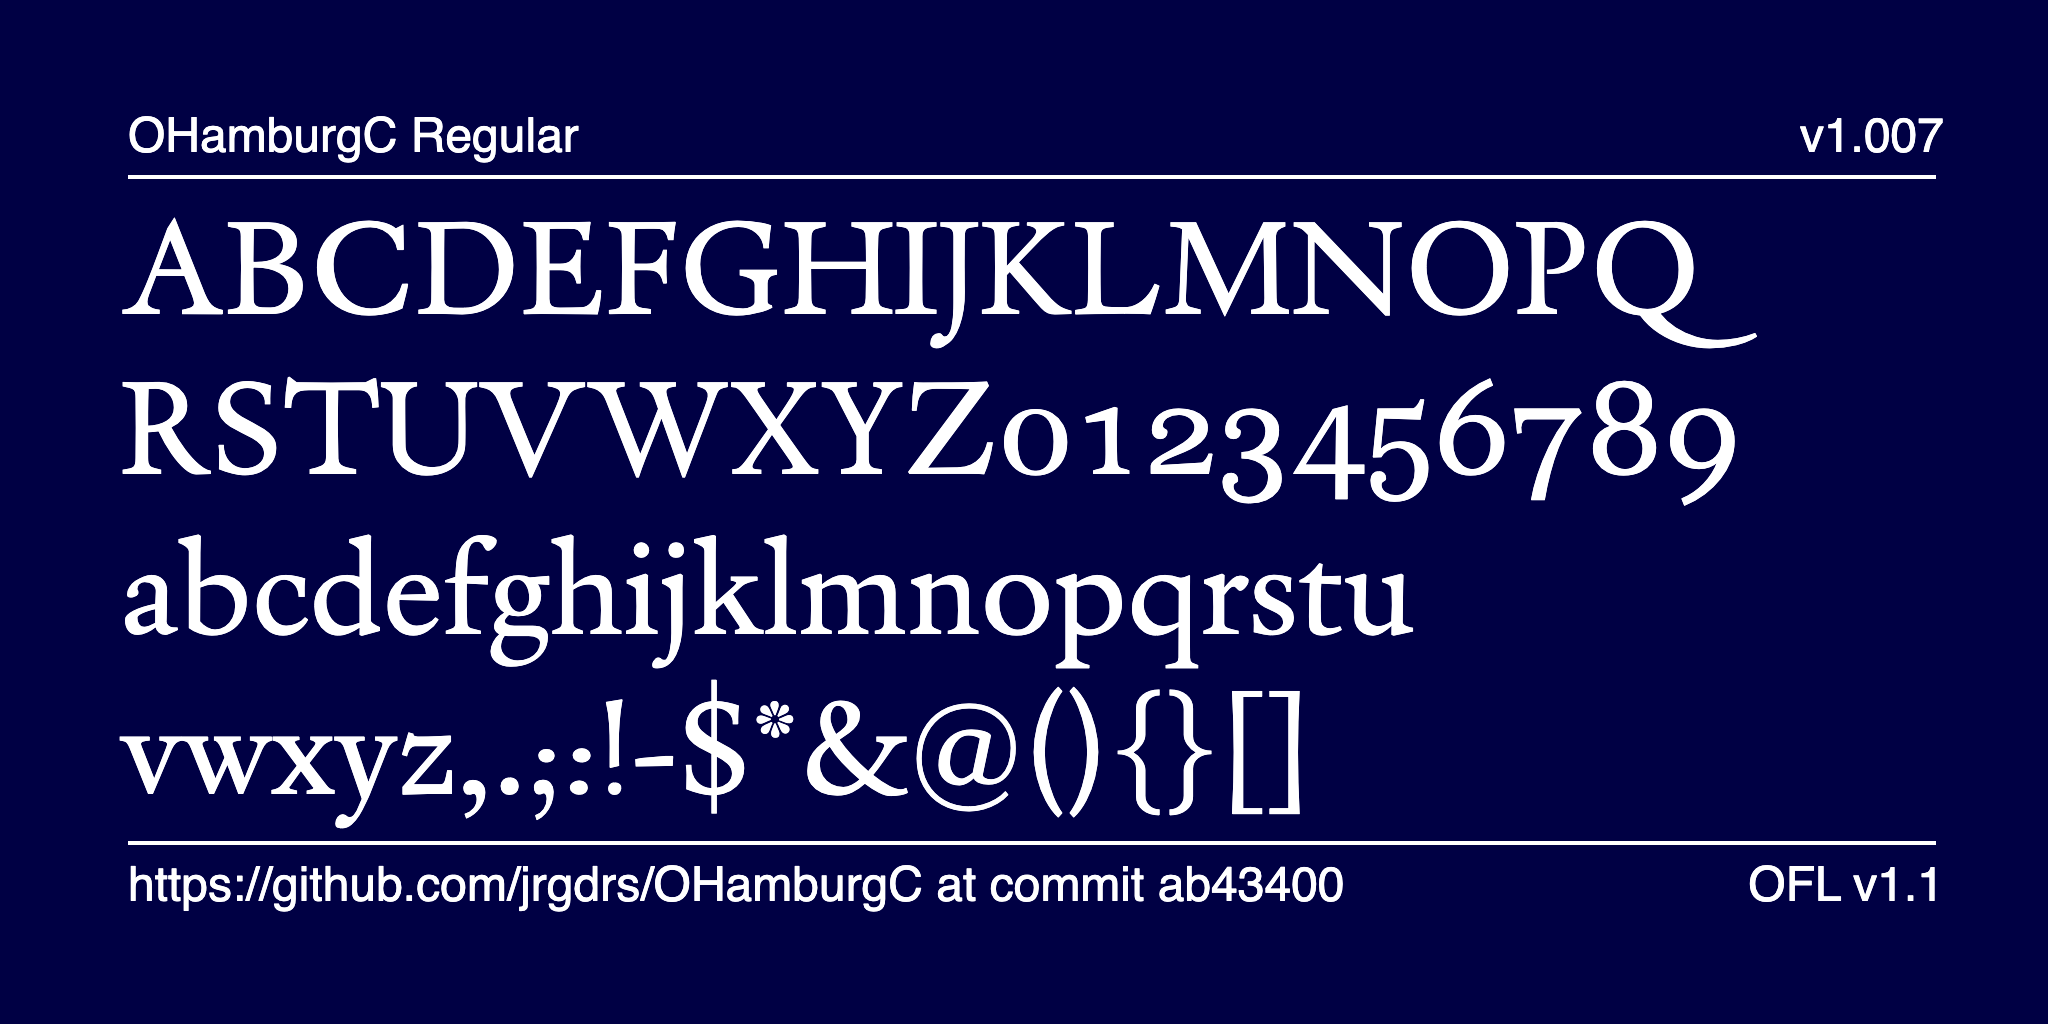 OHamburgC Regular
v1.007
ABCDEFGHIJKLMNOPQ
RSTUVWXYZ0123456789
abcdefghijklmnopqrstu
vwxyz,.;:!-$*&@(){}[]
https://github.com/jrgdrs/OHamburgC at commit ab43400
OFL v1.1